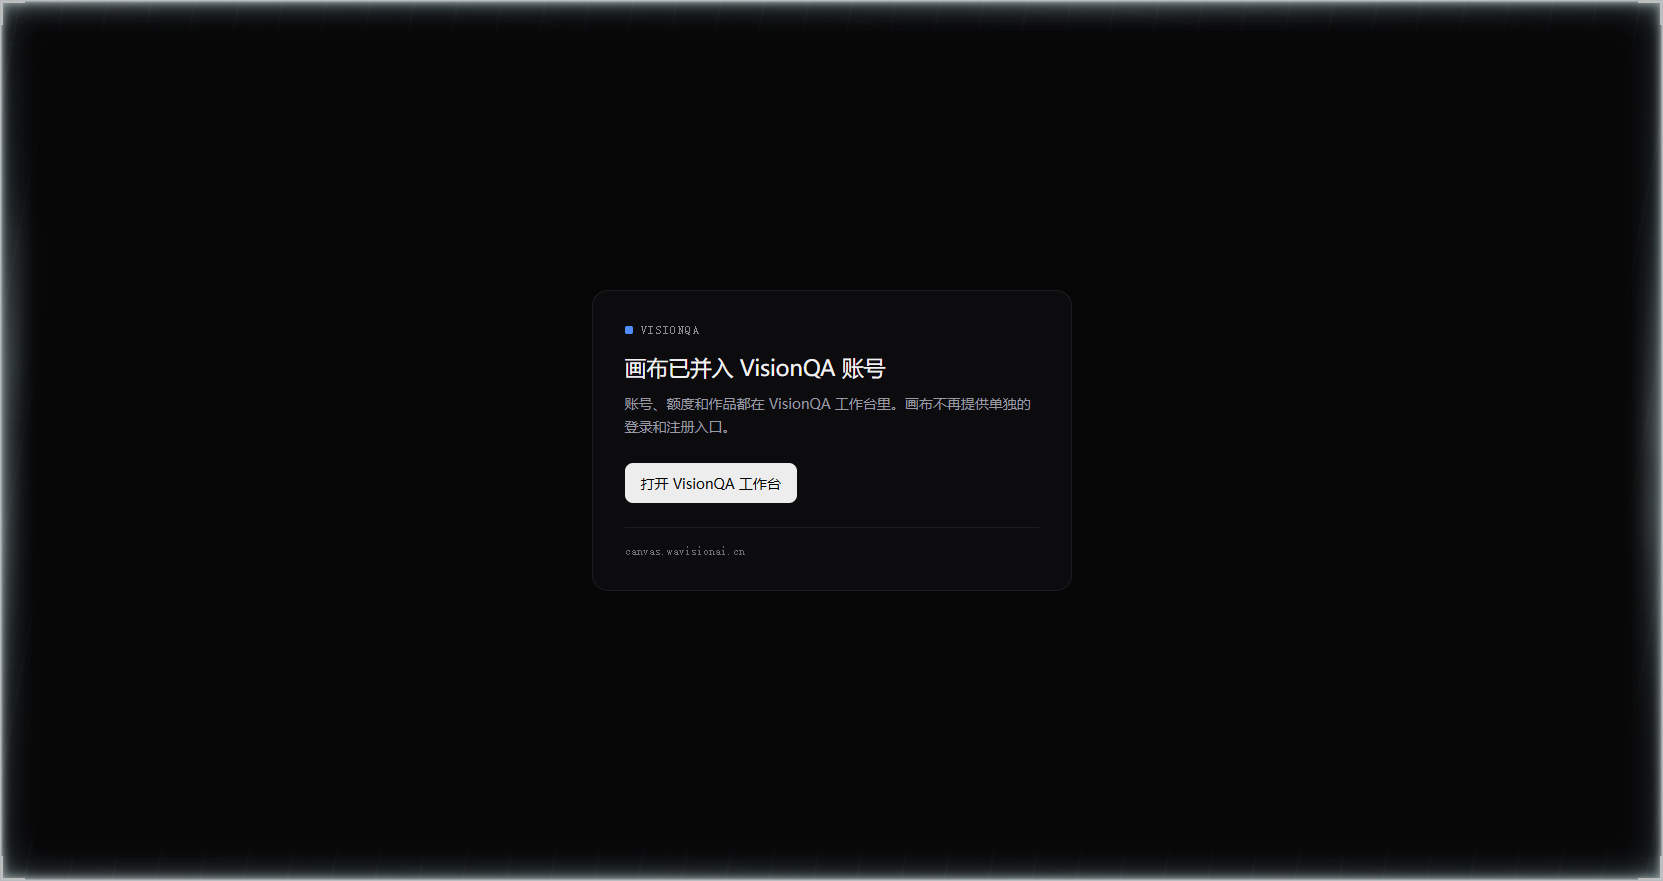 VISIONQA
画布已并入 VisionQA 账号
账号、额度和作品都在 VisionQA 工作台里。画布不再提供单独的
登录和注册入口。
打开 VisionQA 工作台
canvas.wavisionai.cn